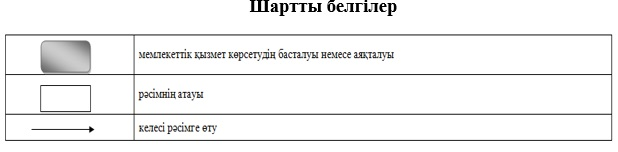 Шартты белгілер
мемлекеттік қызмет көрсетудің басталуы немесе аяқталуы
рәсімнің атауы
келесі рәсімге өту